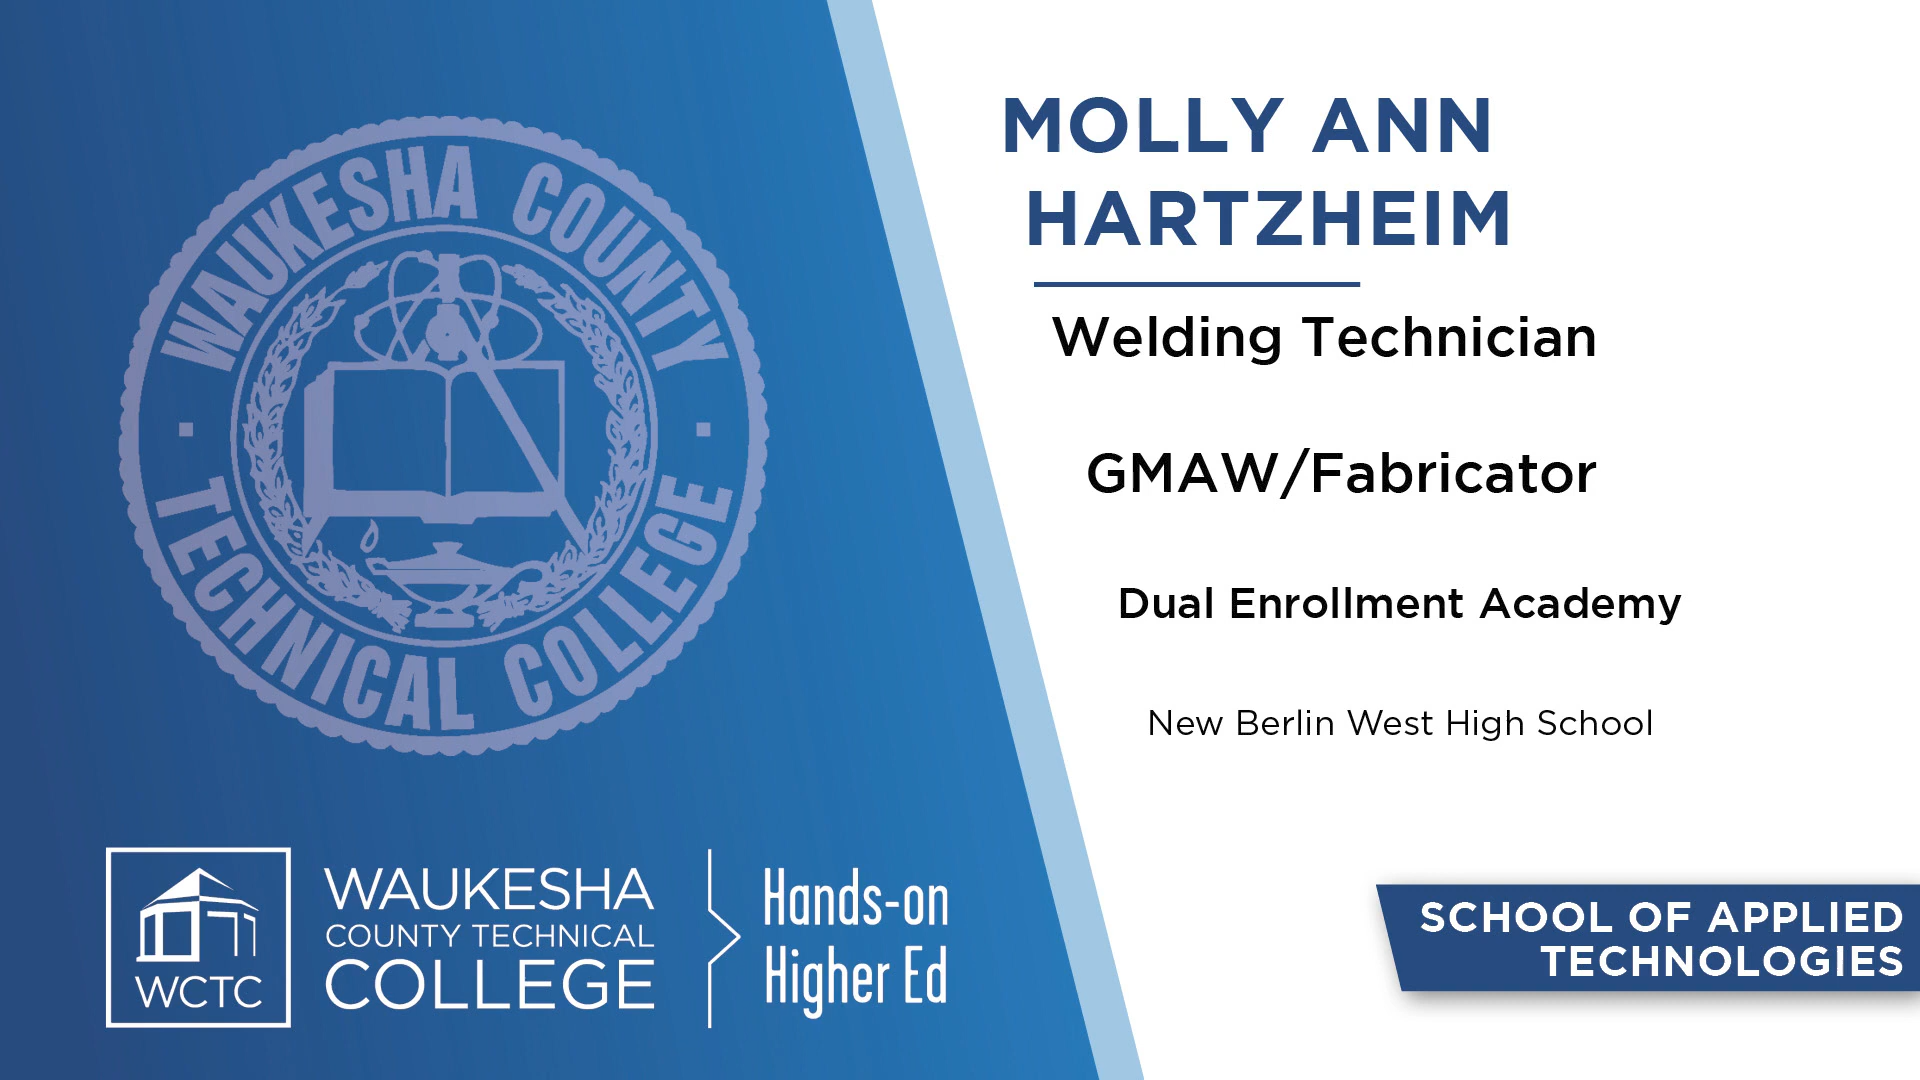 WAUKESHA COUNTY
TECHNICAL COLLEGE
WCTC
WAUKESHA
COUNTY TECHNICAL
COLLEGE
Hands-on
Higher Ed
MOLLY ANN
HARTZHEIM
Welding Technician
GMAW/Fabricator
Dual Enrollment Academy
New Berlin West High School
SCHOOL OF APPLIED
TECHNOLOGIES